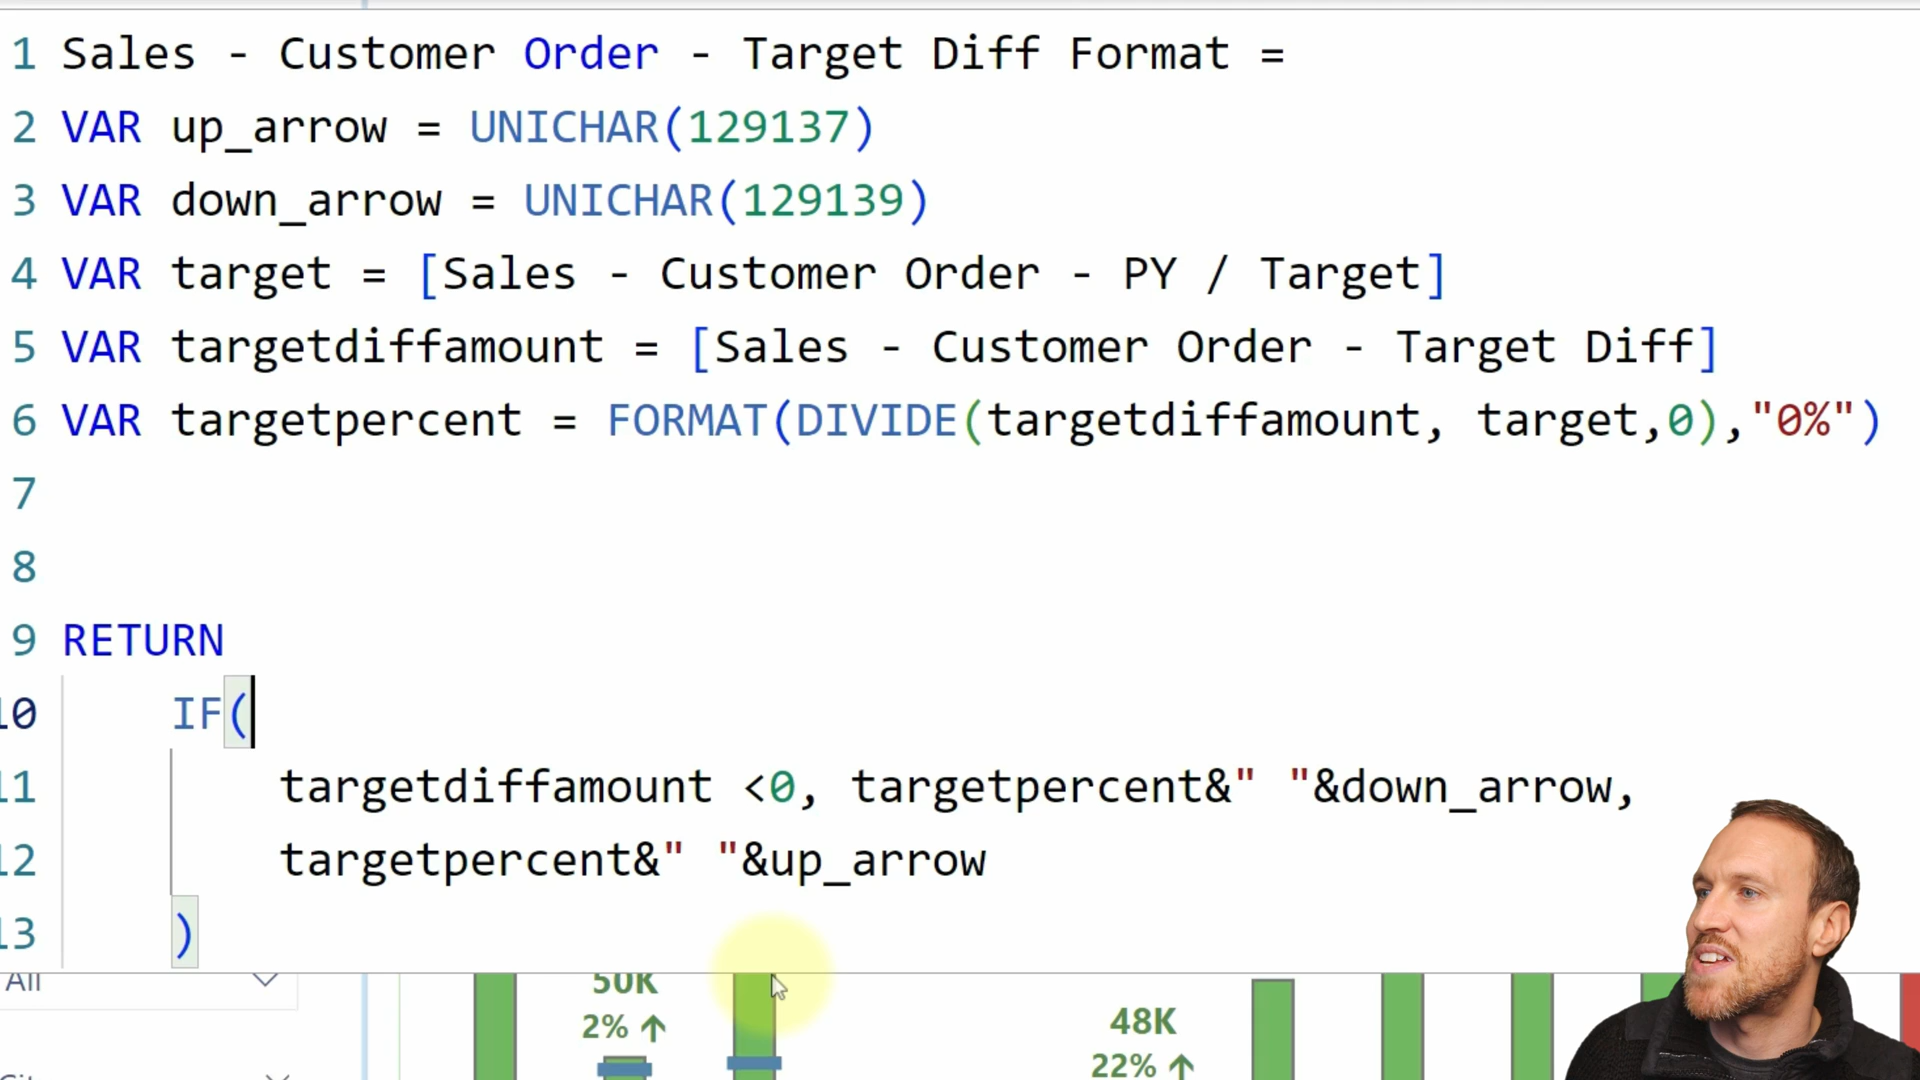 1 Sales - Customer Order - Target Diff Format =
2 VAR up_arrow = UNICHAR(129137)
3 VAR down_arrow = UNICHAR(129139)
4 VAR target = [Sales - Customer Order - PY / Target]
5 VAR targetdiffamount = [Sales - Customer Order - Target Diff]
6 VAR targetpercent = FORMAT(DIVIDE(targetdiffamount, target,0),"0%")
7
8
9 RETURN
10 IF(
11 targetdiffamount <0, targetpercent&" "&down_arrow,
12 targetpercent&" "&up_arrow
13 )
All
50K
2% ↑
48K
22% ↑